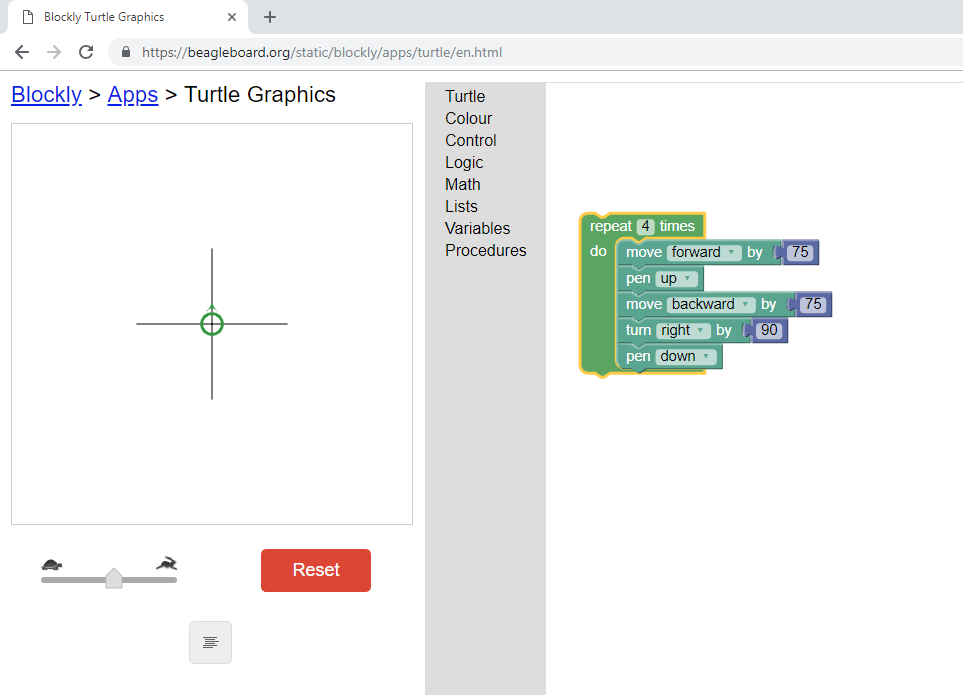 Blockly Turtle Graphics
https://beagleboard.org/static/blockly/apps/turtle/en.html
Blockly > Apps > Turtle Graphics
Reset
Turtle
Colour
Control
Logic
Math
Lists
Variables
Procedures
repeat 4 times
do move forward by 75
pen up
move backward by 75
turn right by 90
pen down